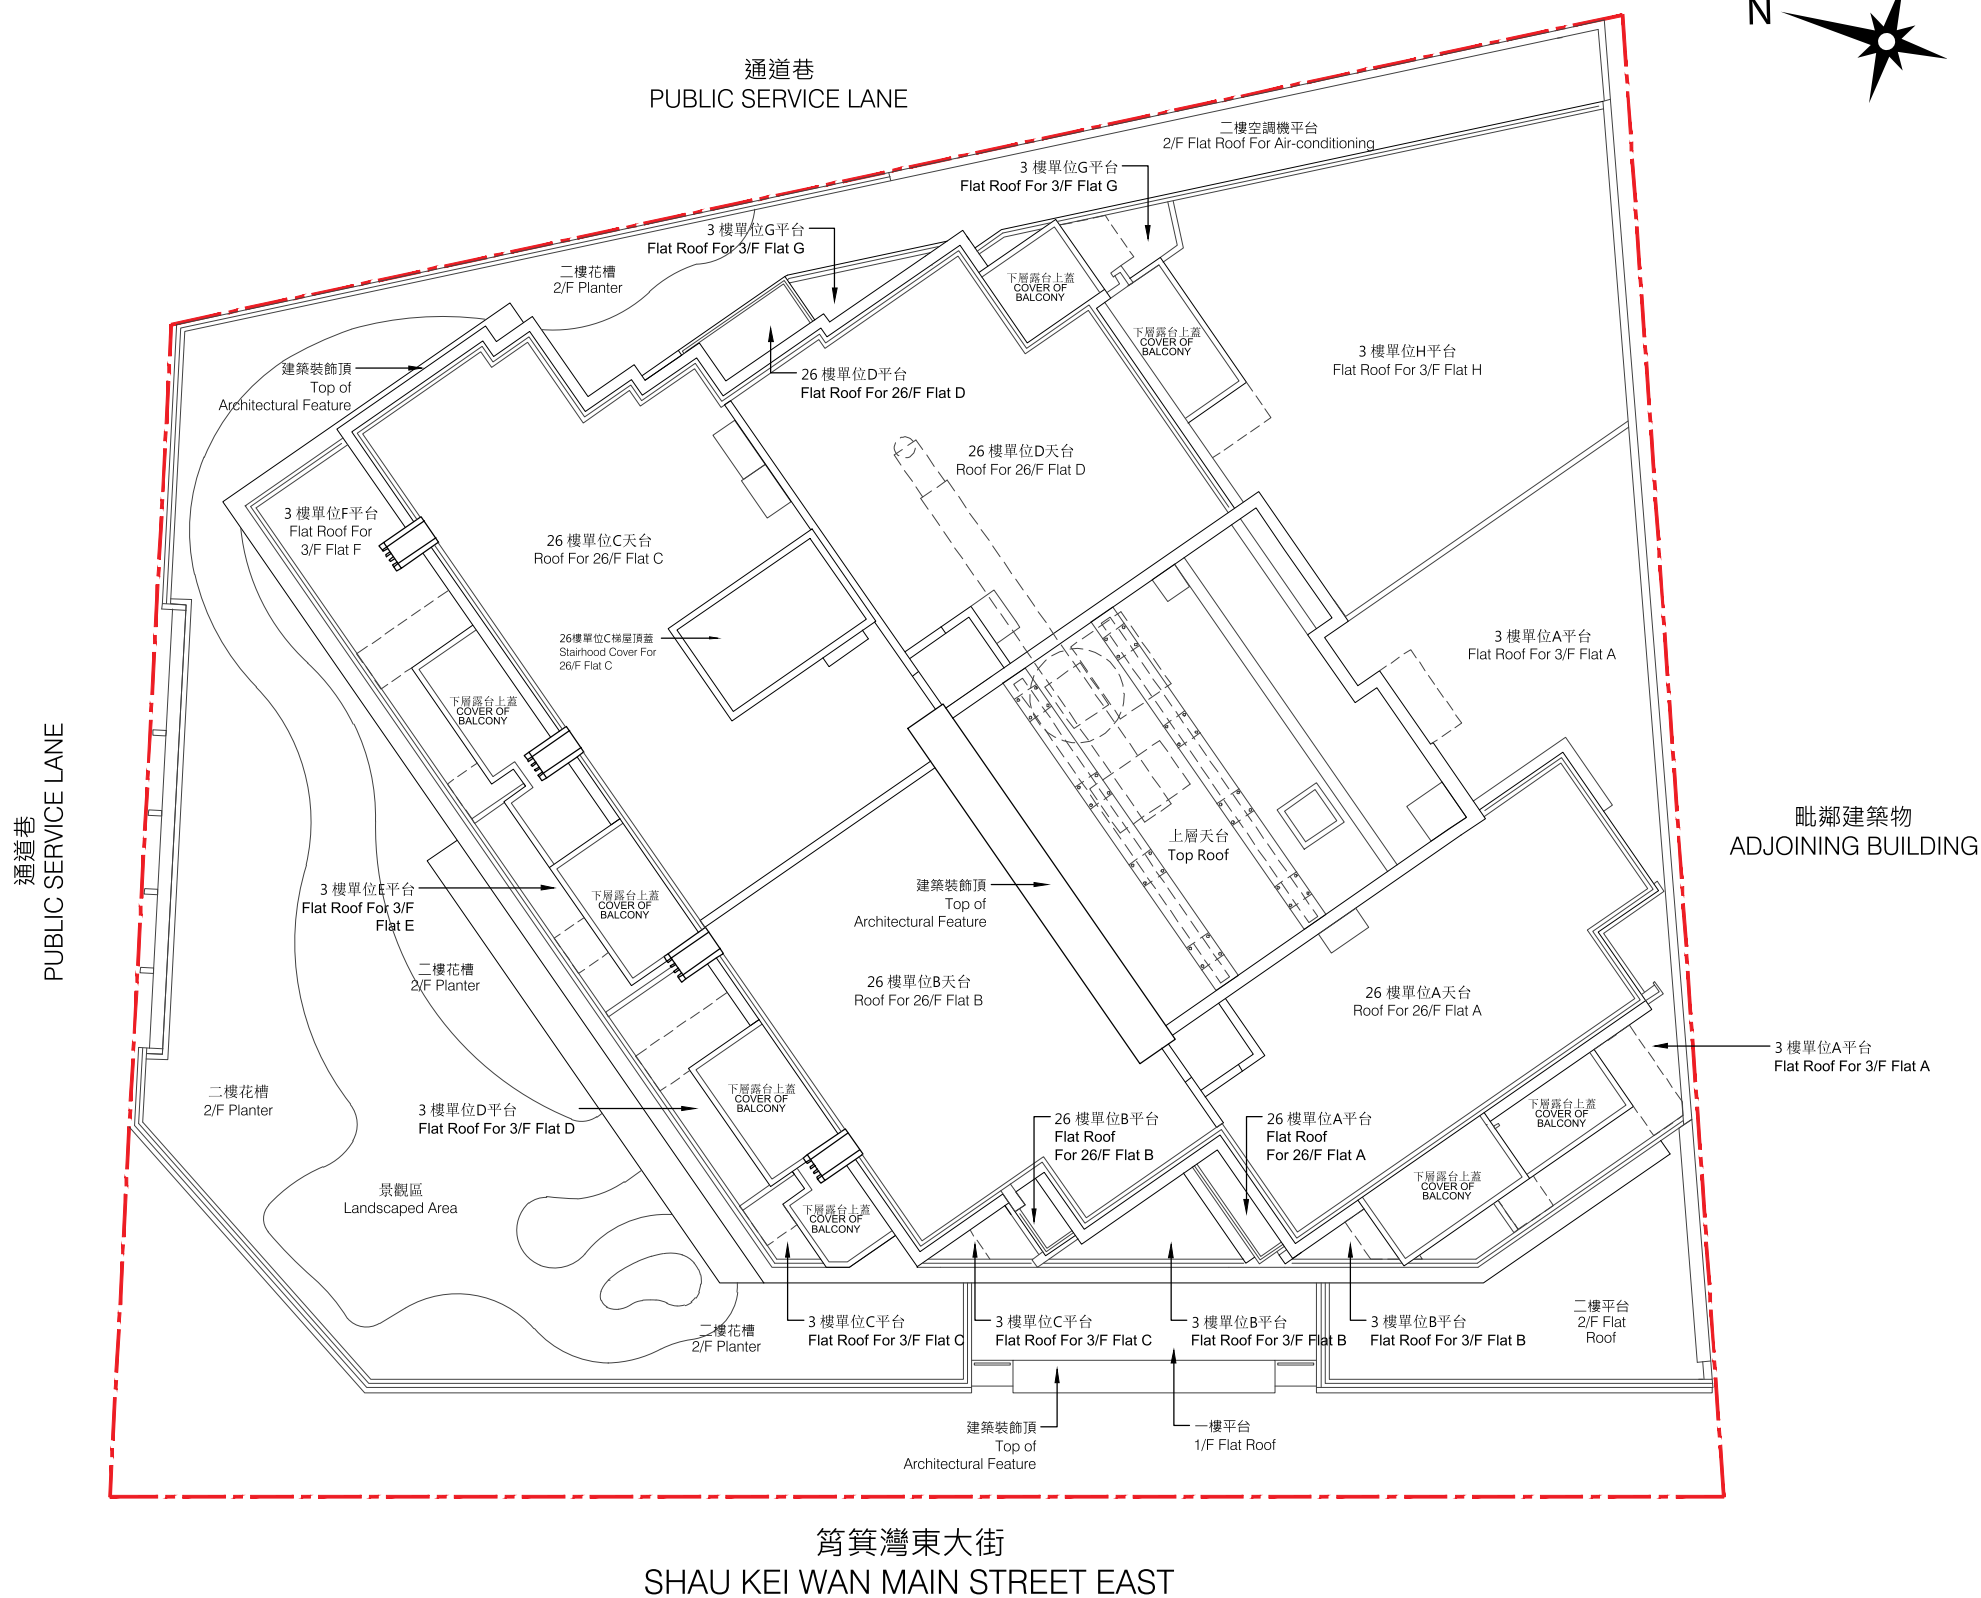 N
通道巷
PUBLIC SERVICE LANE
二樓空調機平台
2/F Flat Roof For Air-conditioning
3 樓單位G平台
Flat Roof For 3/F Flat G
3 樓單位G平台
Flat Roof For 3/F Flat G
二樓花槽
2/F Planter
下層露台上蓋
COVER OF
BALCONY
下層露台上蓋
COVER OF
BALCONY
3 樓單位H平台
Flat Roof For 3/F Flat H
建築裝飾頂
Top of
Architectural Feature
26 樓單位D平台
Flat Roof For 26/F Flat D
26 樓單位D天台
Roof For 26/F Flat D
3 樓單位F平台
Flat Roof For
3/F Flat F
26 樓單位C天台
Roof For 26/F Flat C
26樓單位C梯屋頂蓋
Stairhood Cover For
26/F Flat C
3 樓單位A平台
Flat Roof For 3/F Flat A
下層露台上蓋
COVER OF
BALCONY
通道巷
PUBLIC SERVICE LANE
上層天台
Top Roof
毗鄰建築物
ADJOINING BUILDING
3 樓單位E平台
Flat Roof For 3/F
Flat E
下層露台上蓋
COVER OF
BALCONY
建築裝飾頂
Top of
Architectural Feature
二樓花槽
2/F Planter
26 樓單位B天台
Roof For 26/F Flat B
26 樓單位A天台
Roof For 26/F Flat A
3 樓單位A平台
Flat Roof For 3/F Flat A
二樓花槽
2/F Planter
3 樓單位D平台
Flat Roof For 3/F Flat D
下層露台上蓋
COVER OF
BALCONY
26 樓單位B平台
Flat Roof
For 26/F Flat B
26 樓單位A平台
Flat Roof
For 26/F Flat A
下層露台上蓋
COVER OF
BALCONY
下層露台上蓋
COVER OF
BALCONY
景觀區
Landscaped Area
下層露台上蓋
COVER OF
BALCONY
二樓花槽
2/F Planter
3 樓單位C平台
Flat Roof For 3/F Flat C
3 樓單位C平台
Flat Roof For 3/F Flat C
3 樓單位B平台
Flat Roof For 3/F Flat B
3 樓單位B平台
Flat Roof For 3/F Flat B
二樓平台
2/F Flat
Roof
建築裝飾頂
Top of
Architectural Feature
一樓平台
1/F Flat Roof
筲箕灣東大街
SHAU KEI WAN MAIN STREET EAST